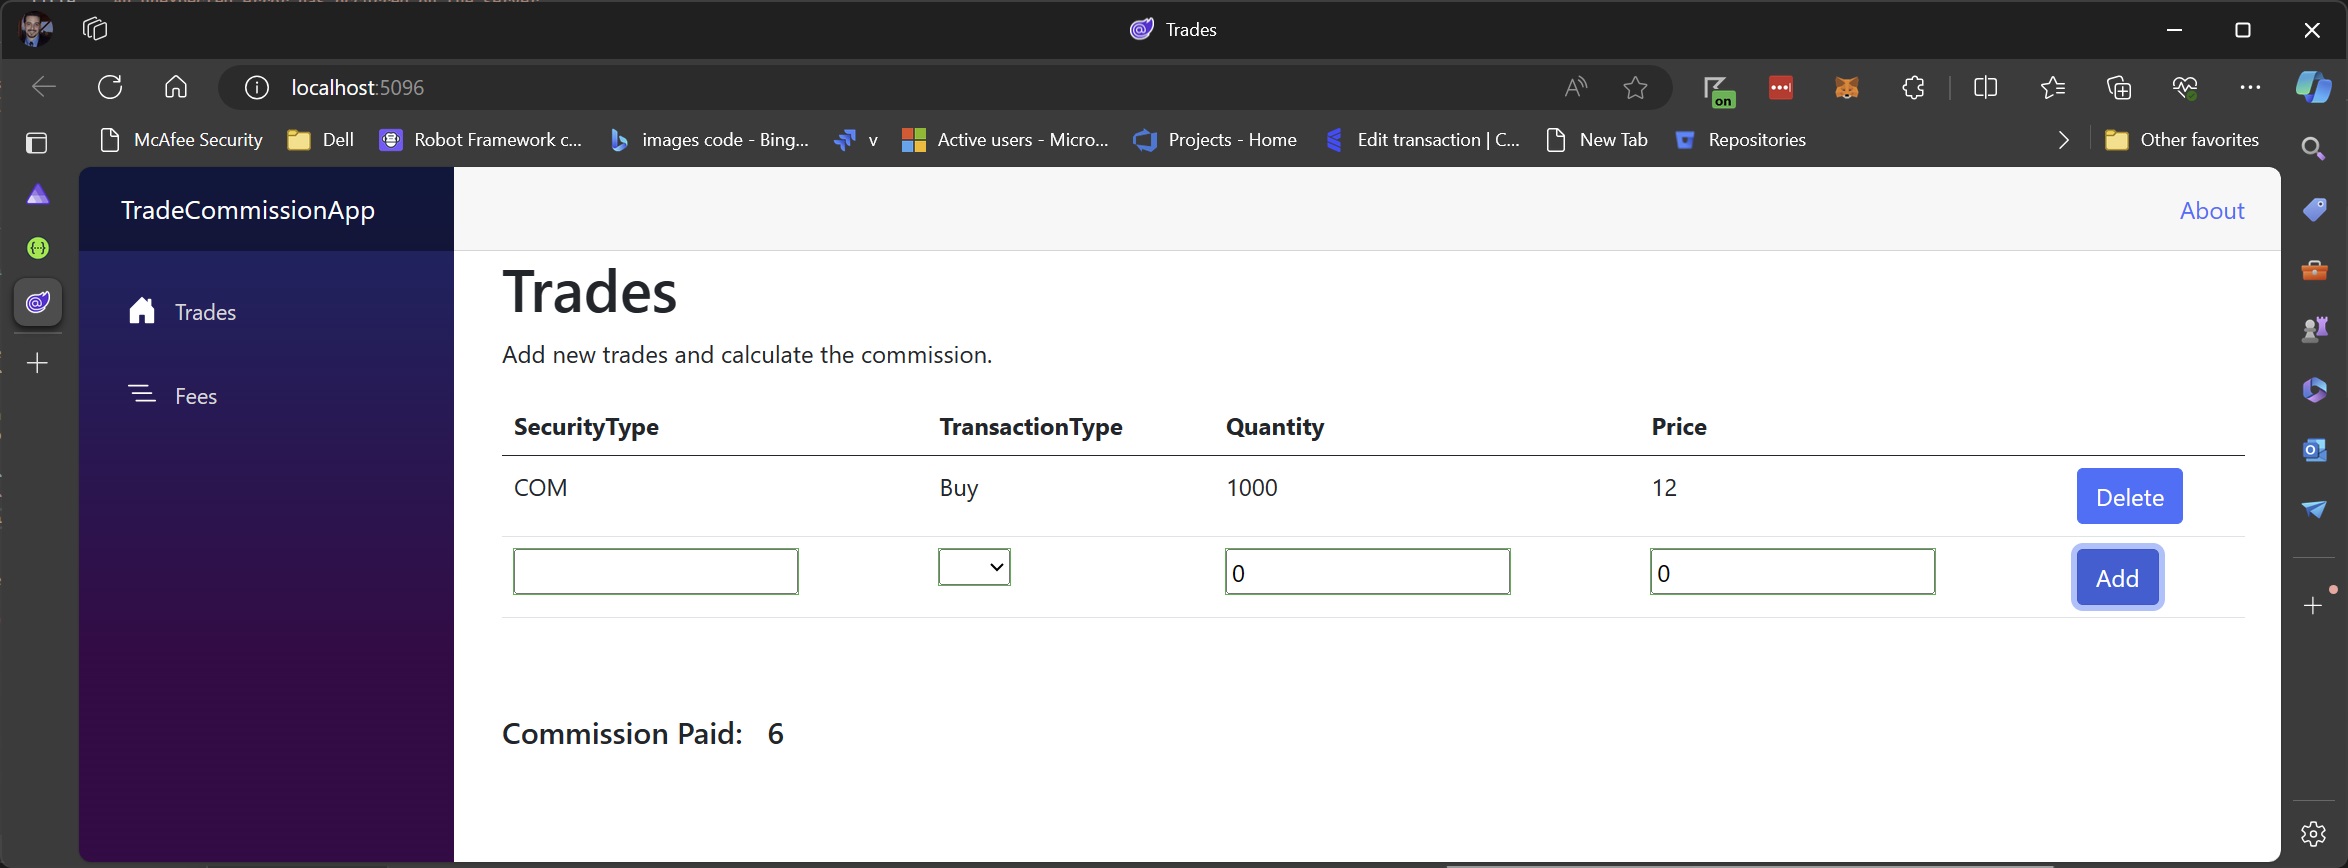 Trades
localhost:5096
on
McAfee Security
Dell
Robot Framework c...
images code - Bing...
v
Active users - Micro...
Projects - Home
Edit transaction | C...
New Tab
Repositories
Other favorites
TradeCommissionApp
About
Trades
Fees
Trades
Add new trades and calculate the commission.
SecurityType TransactionType Quantity Price
COM Buy 1000 12 Delete
0 0 Add
Commission Paid: 6